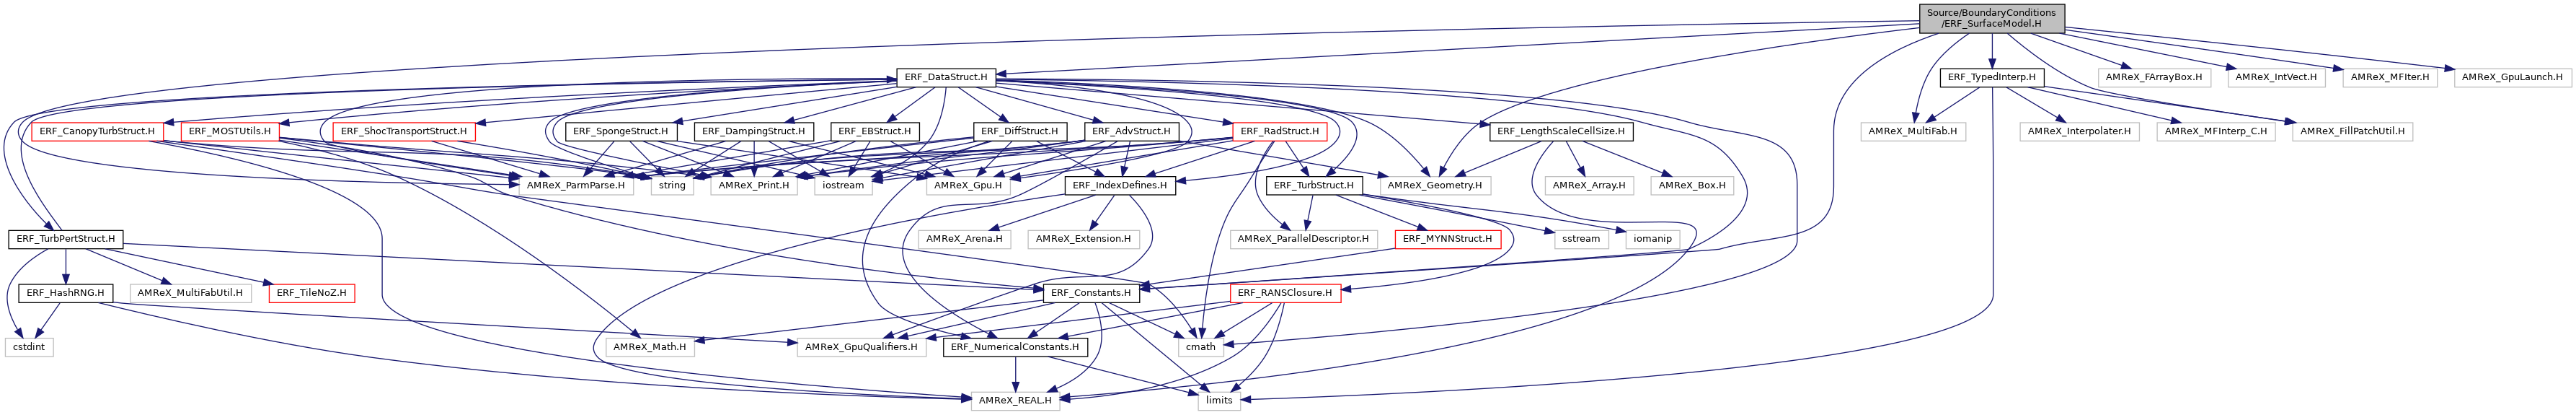 Source/BoundaryConditions
/ERF_SurfaceModel.H
ERF_DataStruct.H
ERF_TypedInterp.H
AMReX_FArrayBox.H
AMReX_IntVect.H
AMReX_MFIter.H
AMReX_GpuLaunch.H
ERF_CanopyTurbStruct.H
ERF_MOSTUtils.H
ERF_ShocTransportStruct.H
ERF_SpongeStruct.H
ERF_DampingStruct.H
ERF_EBStruct.H
ERF_DiffStruct.H
ERF_AdvStruct.H
ERF_RadStruct.H
ERF_LengthScaleCellSize.H
AMReX_MultiFab.H
AMReX_Interpolater.H
AMReX_MFInterp_C.H
AMReX_FillPatchUtil.H
AMReX_ParmParse.H
string
AMReX_Print.H
iostream
AMReX_Gpu.H
ERF_IndexDefines.H
ERF_TurbStruct.H
AMReX_Geometry.H
AMReX_Array.H
AMReX_Box.H
ERF_TurbPertStruct.H
AMReX_Arena.H
AMReX_Extension.H
AMReX_ParallelDescriptor.H
ERF_MYNNStruct.H
sstream
iomanip
ERF_HashRNG.H
AMReX_MultiFabUtil.H
ERF_TileNoZ.H
ERF_Constants.H
ERF_RANSClosure.H
cstdint
AMReX_Math.H
AMReX_GpuQualifiers.H
ERF_NumericalConstants.H
cmath
AMReX_REAL.H
limits